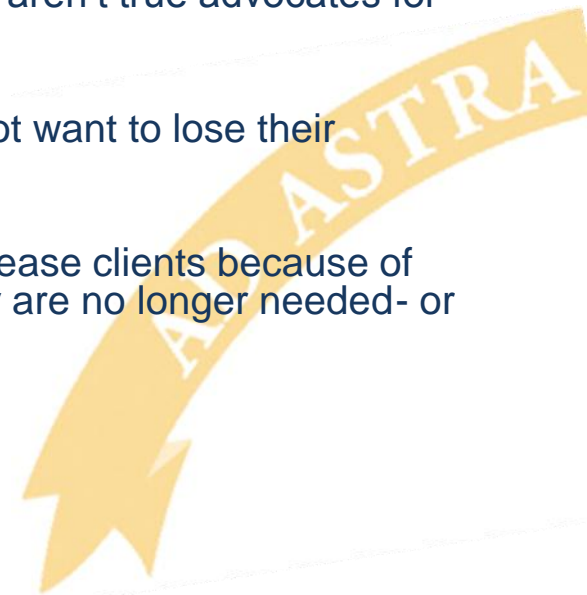 aren't true advocates for
ot want to lose their
ease clients because of
y are no longer needed- or
AD ASTRA